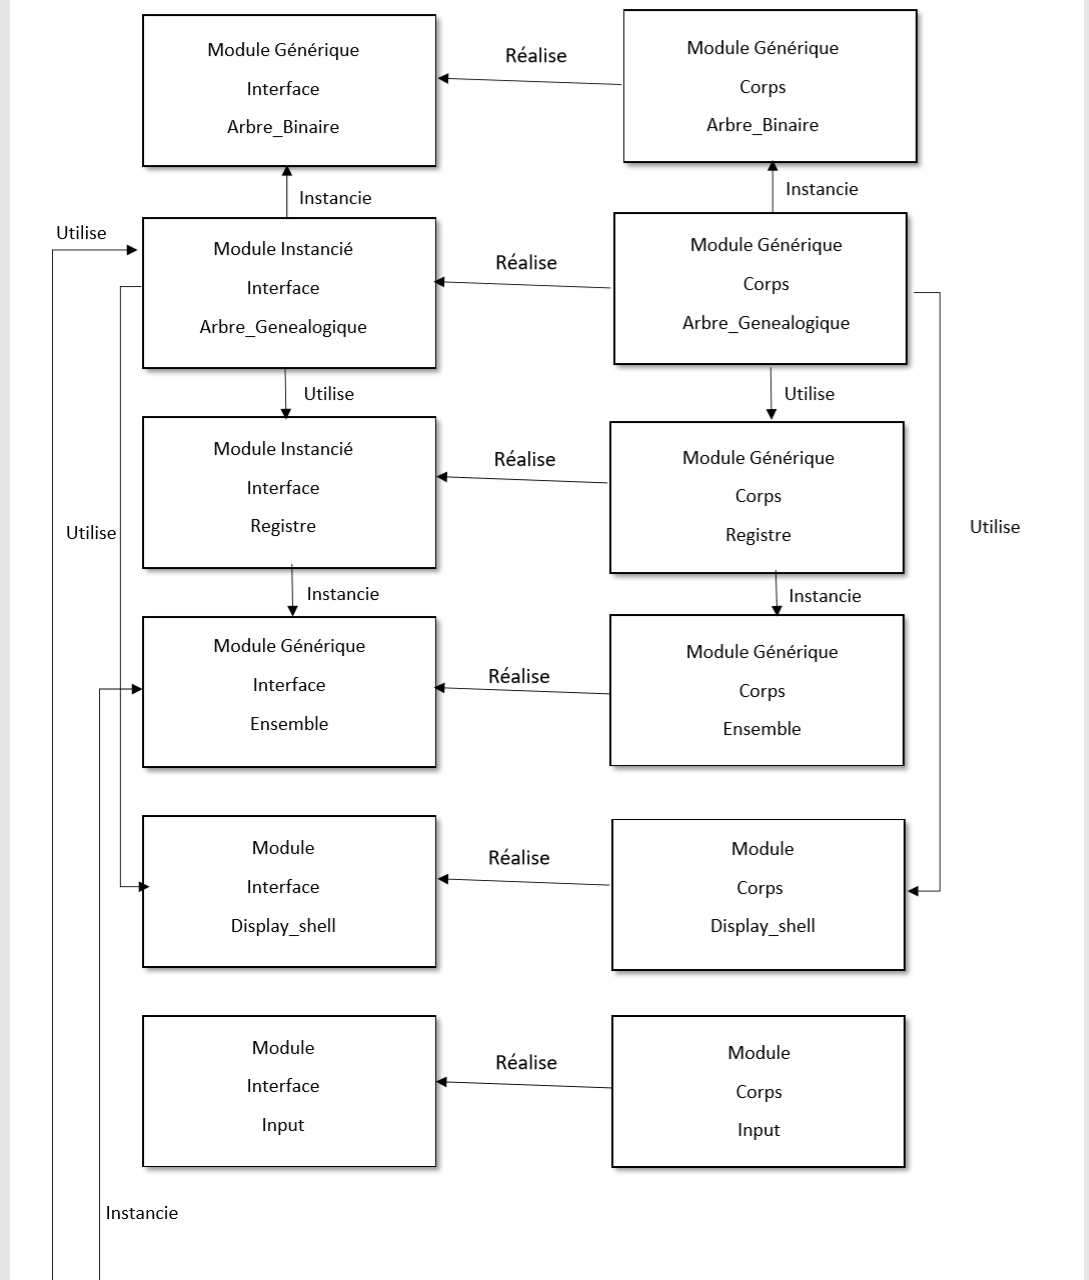 Module Générique
Interface
Arbre_Binaire
Réalise
Module Générique
Corps
Arbre_Binaire
Instancie
Instancie
Utilise
Module Instancié
Interface
Arbre_Genealogique
Réalise
Module Générique
Corps
Arbre_Genealogique
Utilise
Utilise
Module Instancié
Interface
Registre
Réalise
Module Générique
Corps
Registre
Utilise
Utilise
Instancie
Instancie
Module Générique
Interface
Ensemble
Réalise
Module Générique
Corps
Ensemble
Module
Interface
Display_shell
Réalise
Module
Corps
Display_shell
Module
Interface
Input
Réalise
Module
Corps
Input
Instancie